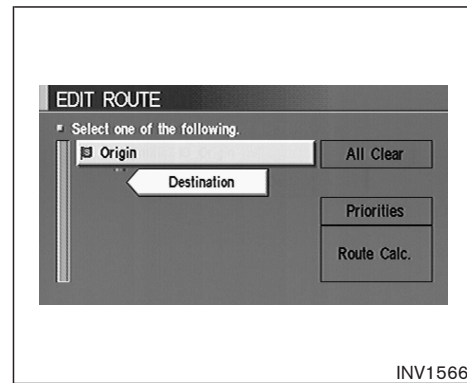 EDIT ROUTE
Select one of the following.
Origin
All Clear
Destination
Priorities
Route Calc.
INV1566